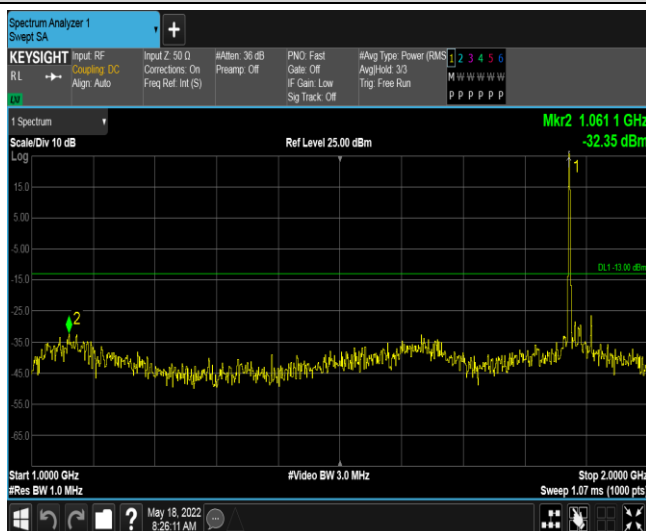 Spectrum Analyzer 1
Swept SA
KEYSIGHT
RL
LNI
Input: RF
Coupling: DC
Align: Auto
Input Z: 50 Ω
Corrections: On
Freq Ref: Int (S)
#Atten: 36 dB
Preamp: Off
PNO: Fast
Gate: Off
IF Gain: Low
Sig Track: Off
#Avg Type: Power (RMS
Avg|Hold: 3/3
Trig: Free Run
1 2 3 4 5 6
M W W W W W
P P P P P P
1 Spectrum
Mkr2 1.061 1 GHz
Scale/Div 10 dB
Ref Level 25.00 dBm
-32.35 dBm
Log
1
15.0
5.00
-5.00
DL1 -13.00 dBm
-15.0
-25.0
2
-35.0
-45.0
-55.0
-65.0
Start 1.0000 GHz
#Video BW 3.0 MHz
Stop 2.0000 GHz
#Res BW 1.0 MHz
Sweep 1.07 ms (1000 pts)
?
May 18, 2022
8:26:11 AM